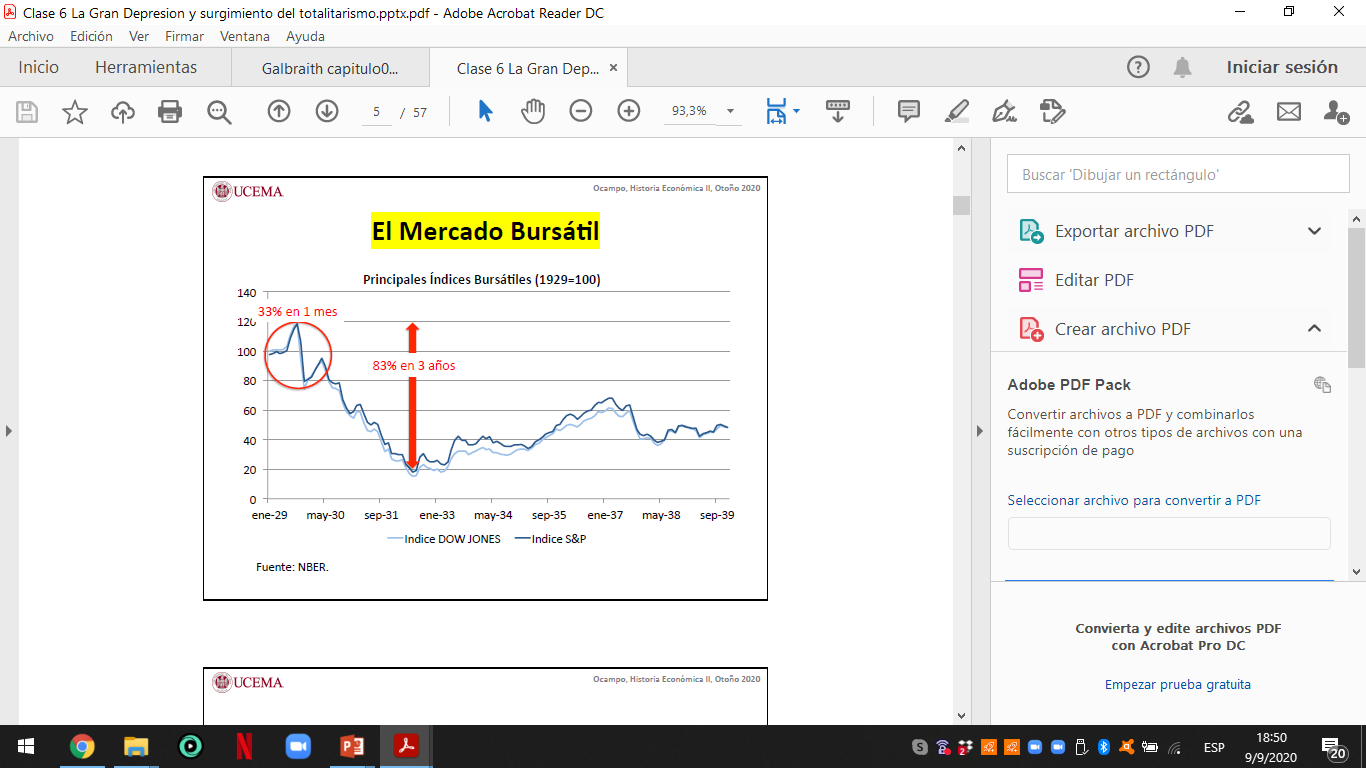 Clase 6 La Gran Depresion y surgimiento del totalitarismo.pptx.pdf - Adobe Acrobat Reader DC
Archivo Edición Ver Firmar Ventana Ayuda
Inicio Herramientas Galbraith capitulo0... Clase 6 La Gran Dep... × Iniciar sesión
5 / 57 93,3%
UCEMA Ocampo, Historia Económica II, Otoño 2020
El Mercado Bursátil
Principales Índices Bursátiles (1929=100)
140
120
100
80
60
40
20
0
33% en 1 mes
83% en 3 años
ene-29 may-30 sep-31 ene-33 may-34 sep-35 ene-37 may-38 sep-39
Indice DOW JONES Indice S&P
Fuente: NBER.
UCEMA Ocampo, Historia Económica II, Otoño 2020
Buscar 'Dibujar un rectángulo'
Exportar archivo PDF
Editar PDF
Crear archivo PDF
Adobe PDF Pack
Convertir archivos a PDF y combinarlos
fácilmente con otros tipos de archivos con una
suscripción de pago
Seleccionar archivo para convertir a PDF
Convierta y edite archivos PDF
con Acrobat Pro DC
Empezar prueba gratuita
ESP
18:50
9/9/2020
20